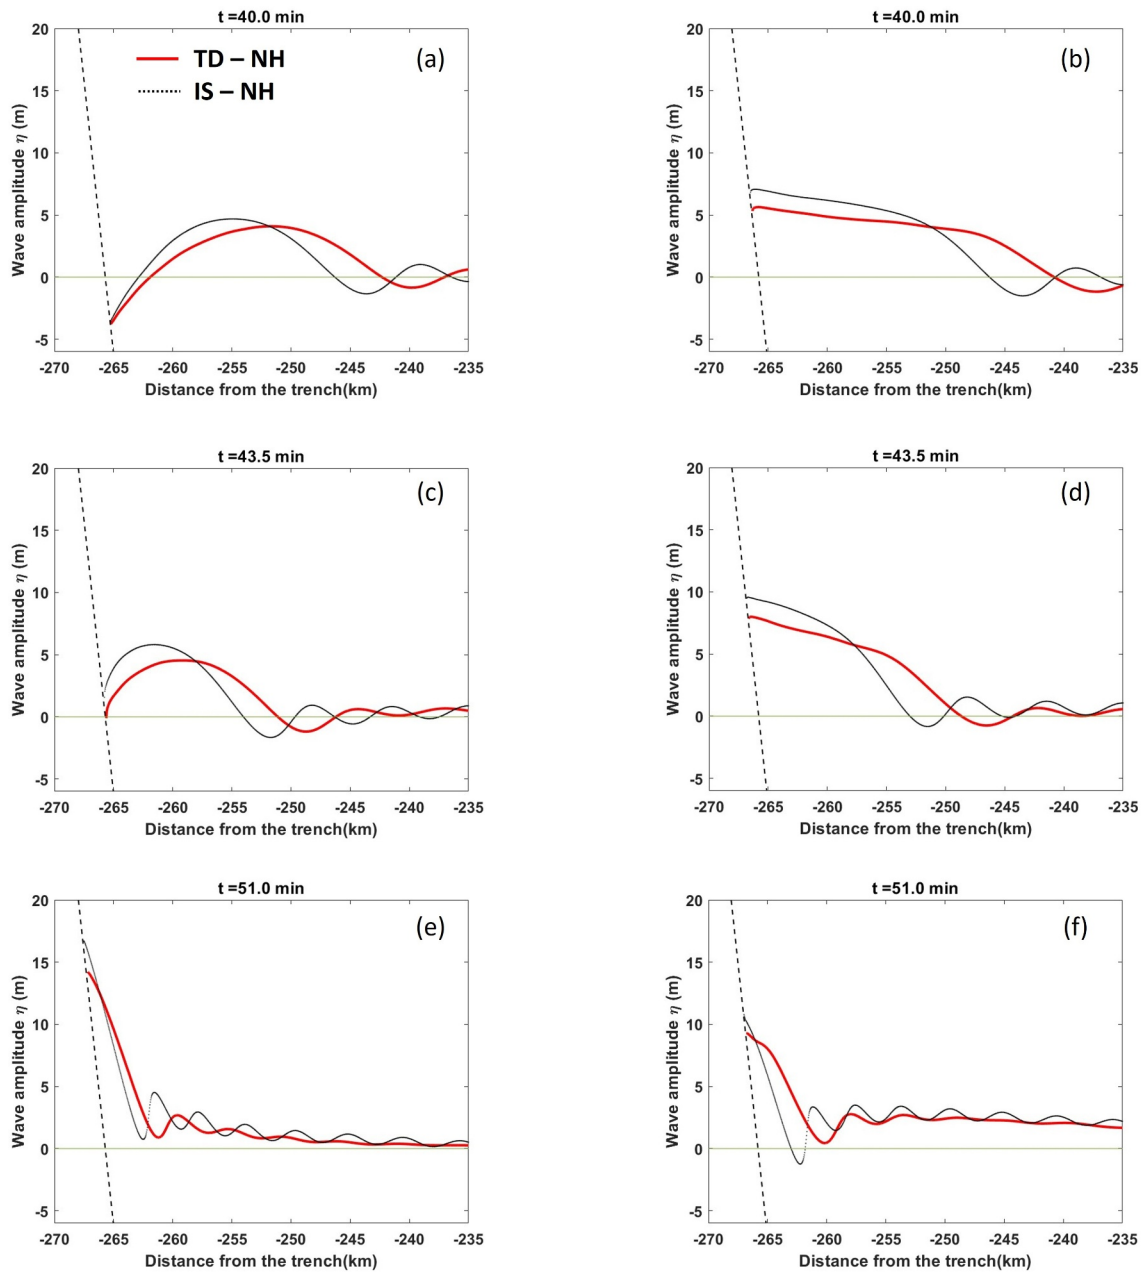 t =40.0 min
20
15
10
5
0
-5
Wave amplitude η (m)
TD – NH
IS – NH
(a)
-270 -265 -260 -255 -250 -245 -240 -235
Distance from the trench(km)
t =40.0 min
20
15
10
5
0
-5
Wave amplitude η (m)
(b)
-270 -265 -260 -255 -250 -245 -240 -235
Distance from the trench(km)
t =43.5 min
20
15
10
5
0
-5
Wave amplitude η (m)
(c)
-270 -265 -260 -255 -250 -245 -240 -235
Distance from the trench(km)
t =43.5 min
20
15
10
5
0
-5
Wave amplitude η (m)
(d)
-270 -265 -260 -255 -250 -245 -240 -235
Distance from the trench(km)
t =51.0 min
20
15
10
5
0
-5
Wave amplitude η (m)
(e)
-270 -265 -260 -255 -250 -245 -240 -235
Distance from the trench(km)
t =51.0 min
20
15
10
5
0
-5
Wave amplitude η (m)
(f)
-270 -265 -260 -255 -250 -245 -240 -235
Distance from the trench(km)